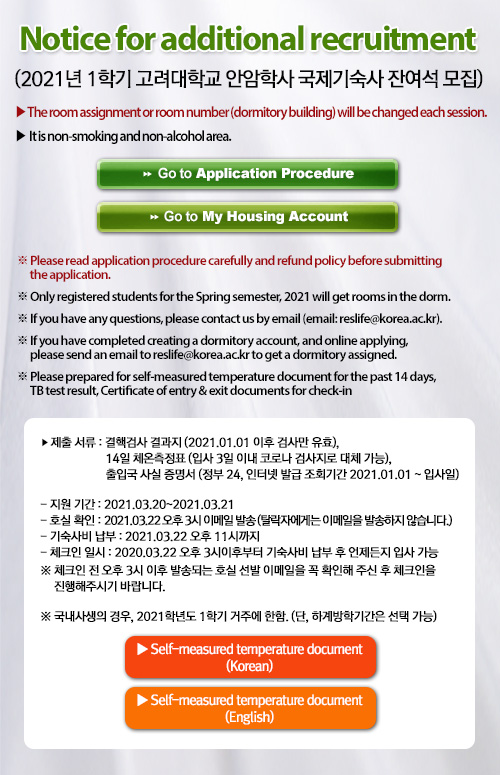 Notice for additional recruitment
(2021년 1학기 고려대학교 안암학사 국제기숙사 잔여석 모집)
▶ The room assignment or room number (dormitory building) will be changed each session.
▶ It is non-smoking and non-alcohol area.
Go to Application Procedure
Go to My Housing Account
※ Please read application procedure carefully and refund policy before submitting
the application.
※ Only registered students for the Spring semester, 2021 will get rooms in the dorm.
※ If you have any questions, please contact us by email (email: reslife@korea.ac.kr).
※ If you have completed creating a dormitory account, and online applying,
please send an email to reslife@korea.ac.kr to get a dormitory assigned.
※ Please prepared for self-measured temperature document for the past 14 days,
TB test result, Certificate of entry & exit documents for check-in
▶ 제출 서류 : 결핵검사 결과지 (2021.01.01 이후 검사만 유효),
14일 체온측정표 (입사 3일 이내 코로나 검사지로 대체 가능),
출입국 사실 증명서 (정부 24, 인터넷 발급 조회기간 2021.01.01 ~ 입사일)
- 지원 기간 : 2021.03.20~2021.03.21
- 호실 확인 : 2021.03.22 오후 3시 이메일 발송 (탈락자에게는 이메일을 발송하지 않습니다.)
- 기숙사비 납부 : 2021.03.22 오후 11시까지
- 체크인 일시 : 2020.03.22 오후 3시이후부터 기숙사비 납부 후 언제든지 입사 가능
※ 체크인 전 오후 3시 이후 발송되는 호실 선발 이메일을 꼭 확인해 주신 후 체크인을
진행해주시기 바랍니다.
※ 국내사생의 경우, 2021학년도 1학기 거주에 한함. (단, 하계방학기간은 선택 가능)
▶ Self-measured temperature document
(Korean)
▶ Self-measured temperature document
(English)